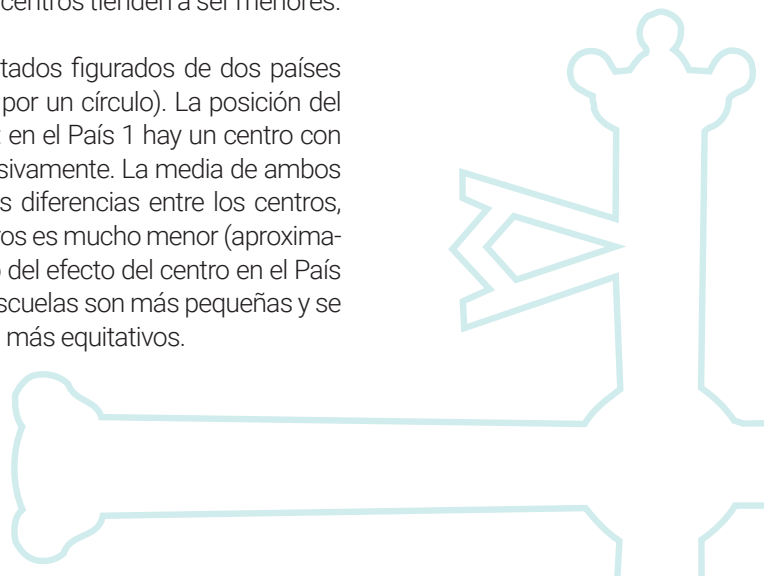 centros tienden a ser menores.
tados figurados de dos países
por un círculo). La posición del
en el País 1 hay un centro con
sivamente. La media de ambos
s diferencias entre los centros,
ros es mucho menor (aproxima-
del efecto del centro en el País
scuelas son más pequeñas y se
más equitativos.